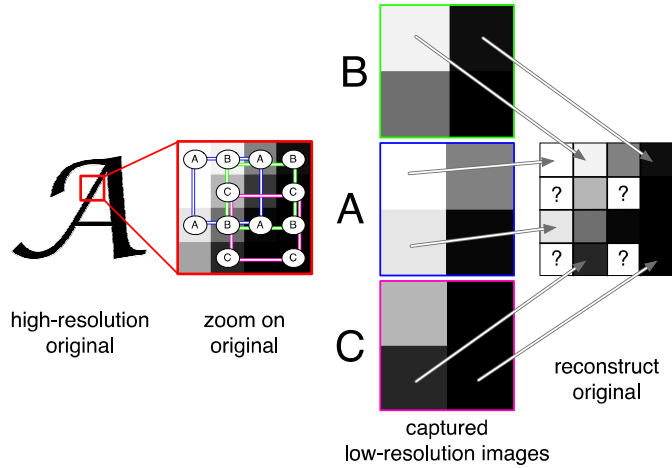 B
A
C
A
A B A B
C C
A B A B
C C
? ?
? ?
high-resolution
original
zoom on
original
reconstruct
original
captured
low-resolution images